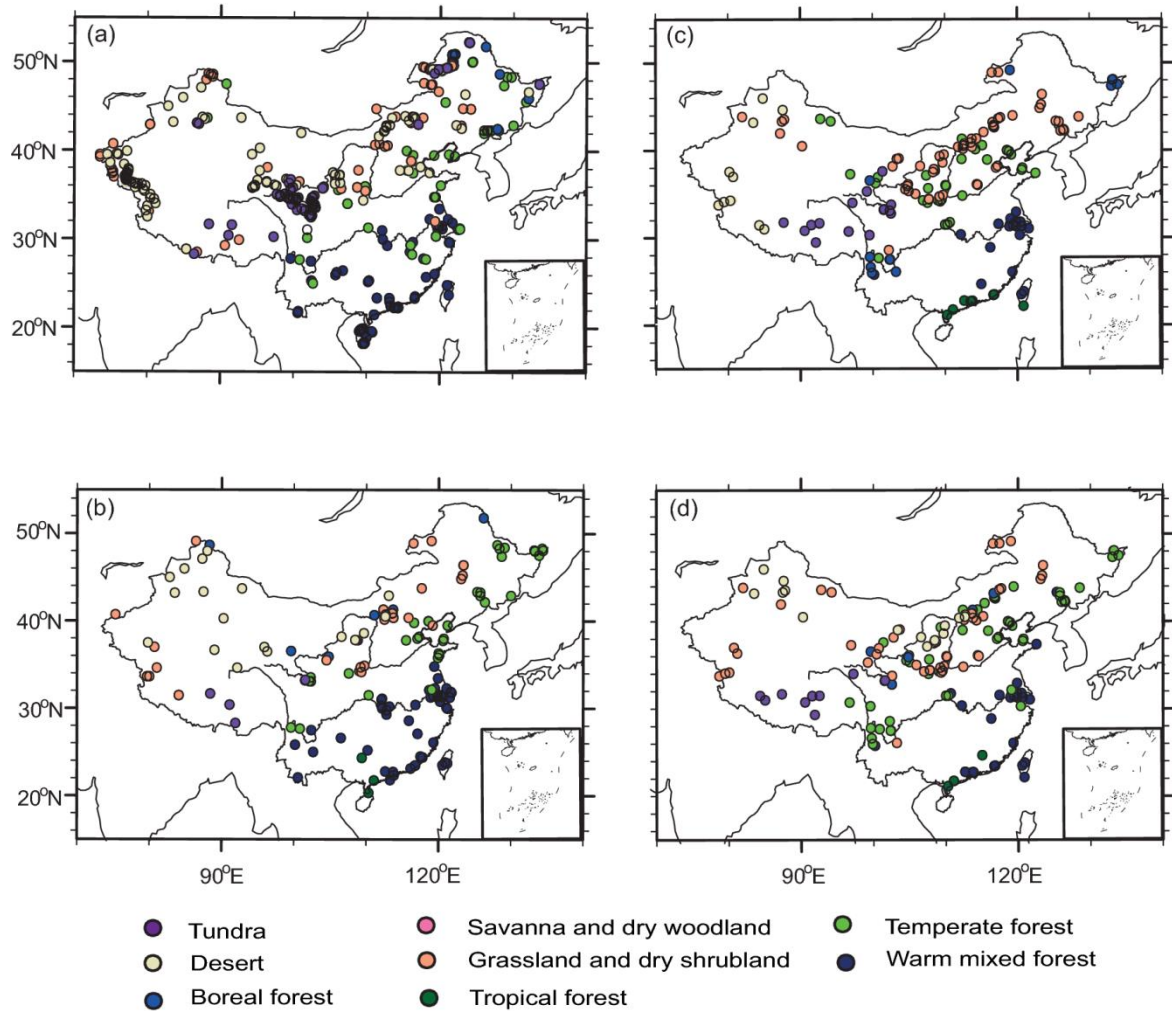 (a)
(c)
50°N
40°N
30°N
20°N
(b)
(d)
50°N
40°N
30°N
20°N
90°E 120°E 90°E 120°E
Tundra Savanna and dry woodland Temperate forest
Desert Grassland and dry shrubland Warm mixed forest
Boreal forest Tropical forest